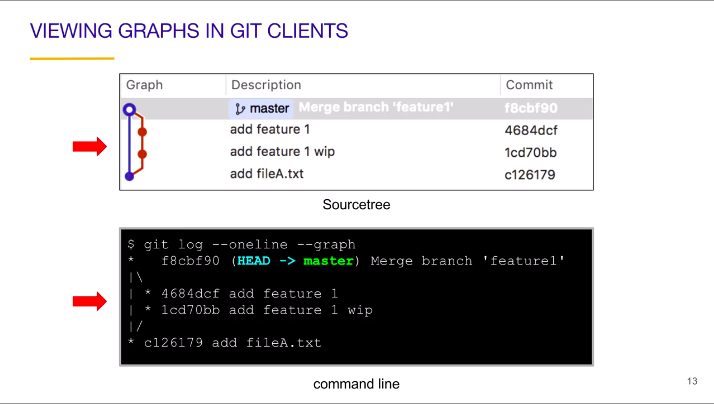 VIEWING GRAPHS IN GIT CLIENTS
Graph Description Commit
master Merge branch 'feature1' f8cbf90
add feature 1 4684dcf
add feature 1 wip 1cd70bb
add fileA.txt c126179
Sourcetree
$ git log --oneline --graph
*   f8cbf90 (HEAD -> master) Merge branch 'feature1'
|\
| * 4684dcf add feature 1
| * 1cd70bb add feature 1 wip
|/
* c126179 add fileA.txt
command line
13